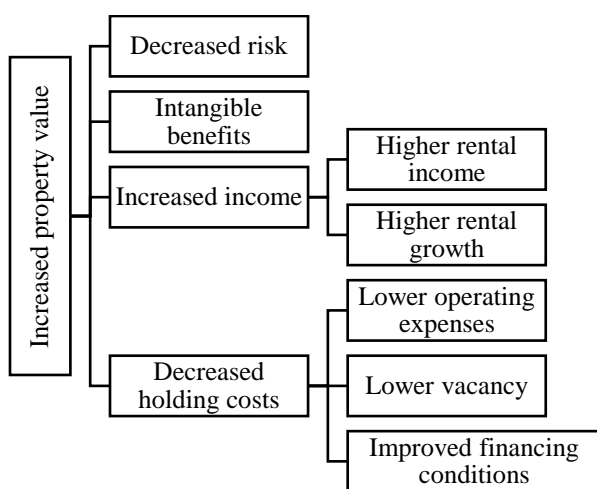 Increased property value
Decreased risk
Intangible
benefits
Increased income
Higher rental
income
Higher rental
growth
Decreased
holding costs
Lower operating
expenses
Lower vacancy
Improved financing
conditions